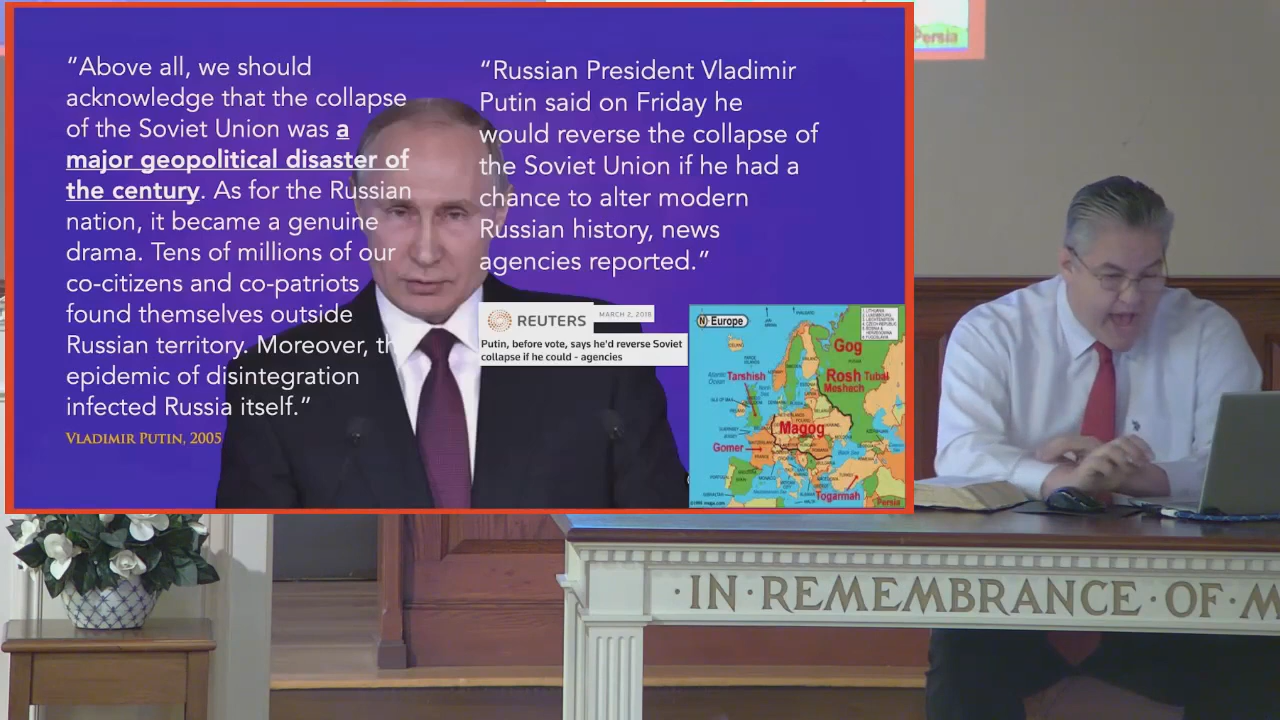 “Above all, we should
acknowledge that the collapse
of the Soviet Union was a
major geopolitical disaster of
the century. As for the Russian
nation, it became a genuine
drama. Tens of millions of our
co-citizens and co-patriots
found themselves outside
Russian territory. Moreover, th
epidemic of disintegration
infected Russia itself.”
VLADIMIR PUTIN, 2005
“Russian President Vladimir
Putin said on Friday he
would reverse the collapse of
the Soviet Union if he had a
chance to alter modern
Russian history, news
agencies reported.”
REUTERS
MARCH 2, 2018
Putin, before vote, says he'd reverse Soviet
collapse if he could - agencies
N Europe
Gog
Tarshish
Rosh Tubal
Meshech
Magog
Gomer
Togarmah
Persia
Persia
·IN·REMEMBRANCE·OF·M